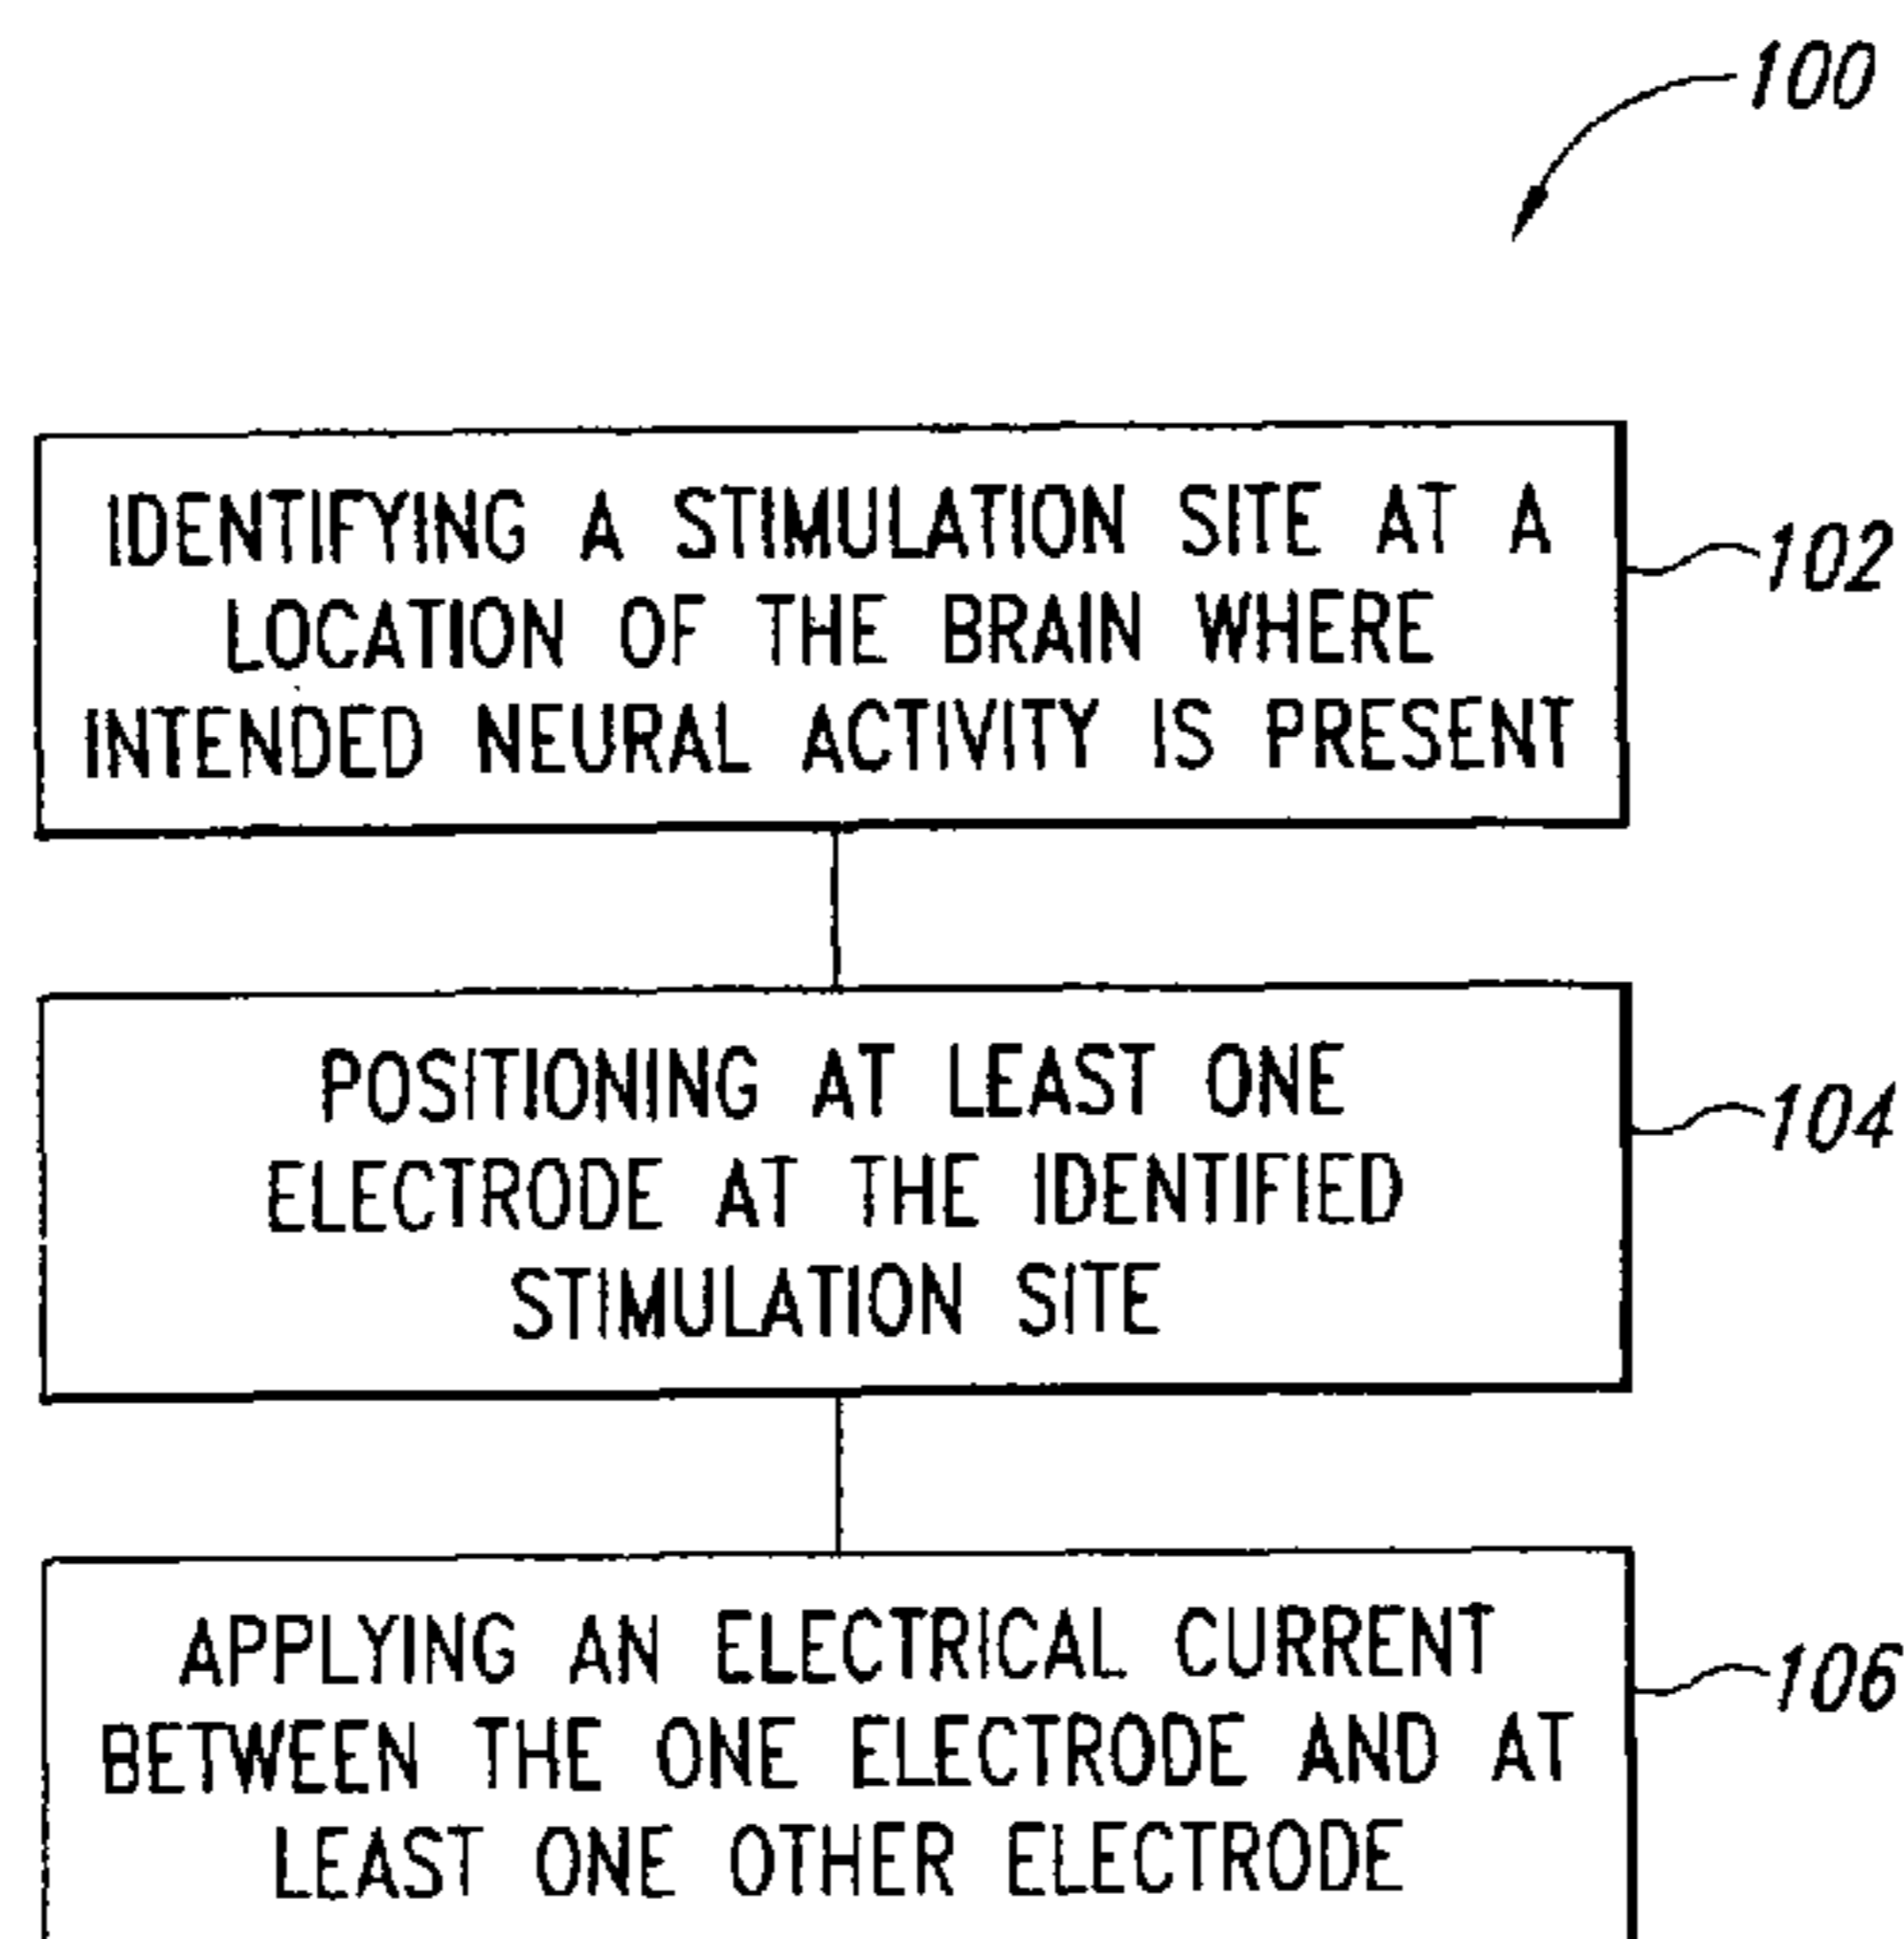 100
IDENTIFYING A STIMULATION SITE AT A
LOCATION OF THE BRAIN WHERE
INTENDED NEURAL ACTIVITY IS PRESENT
102
POSITIONING AT LEAST ONE
ELECTRODE AT THE IDENTIFIED
STIMULATION SITE
104
APPLYING AN ELECTRICAL CURRENT
BETWEEN THE ONE ELECTRODE AND AT
LEAST ONE OTHER ELECTRODE
106